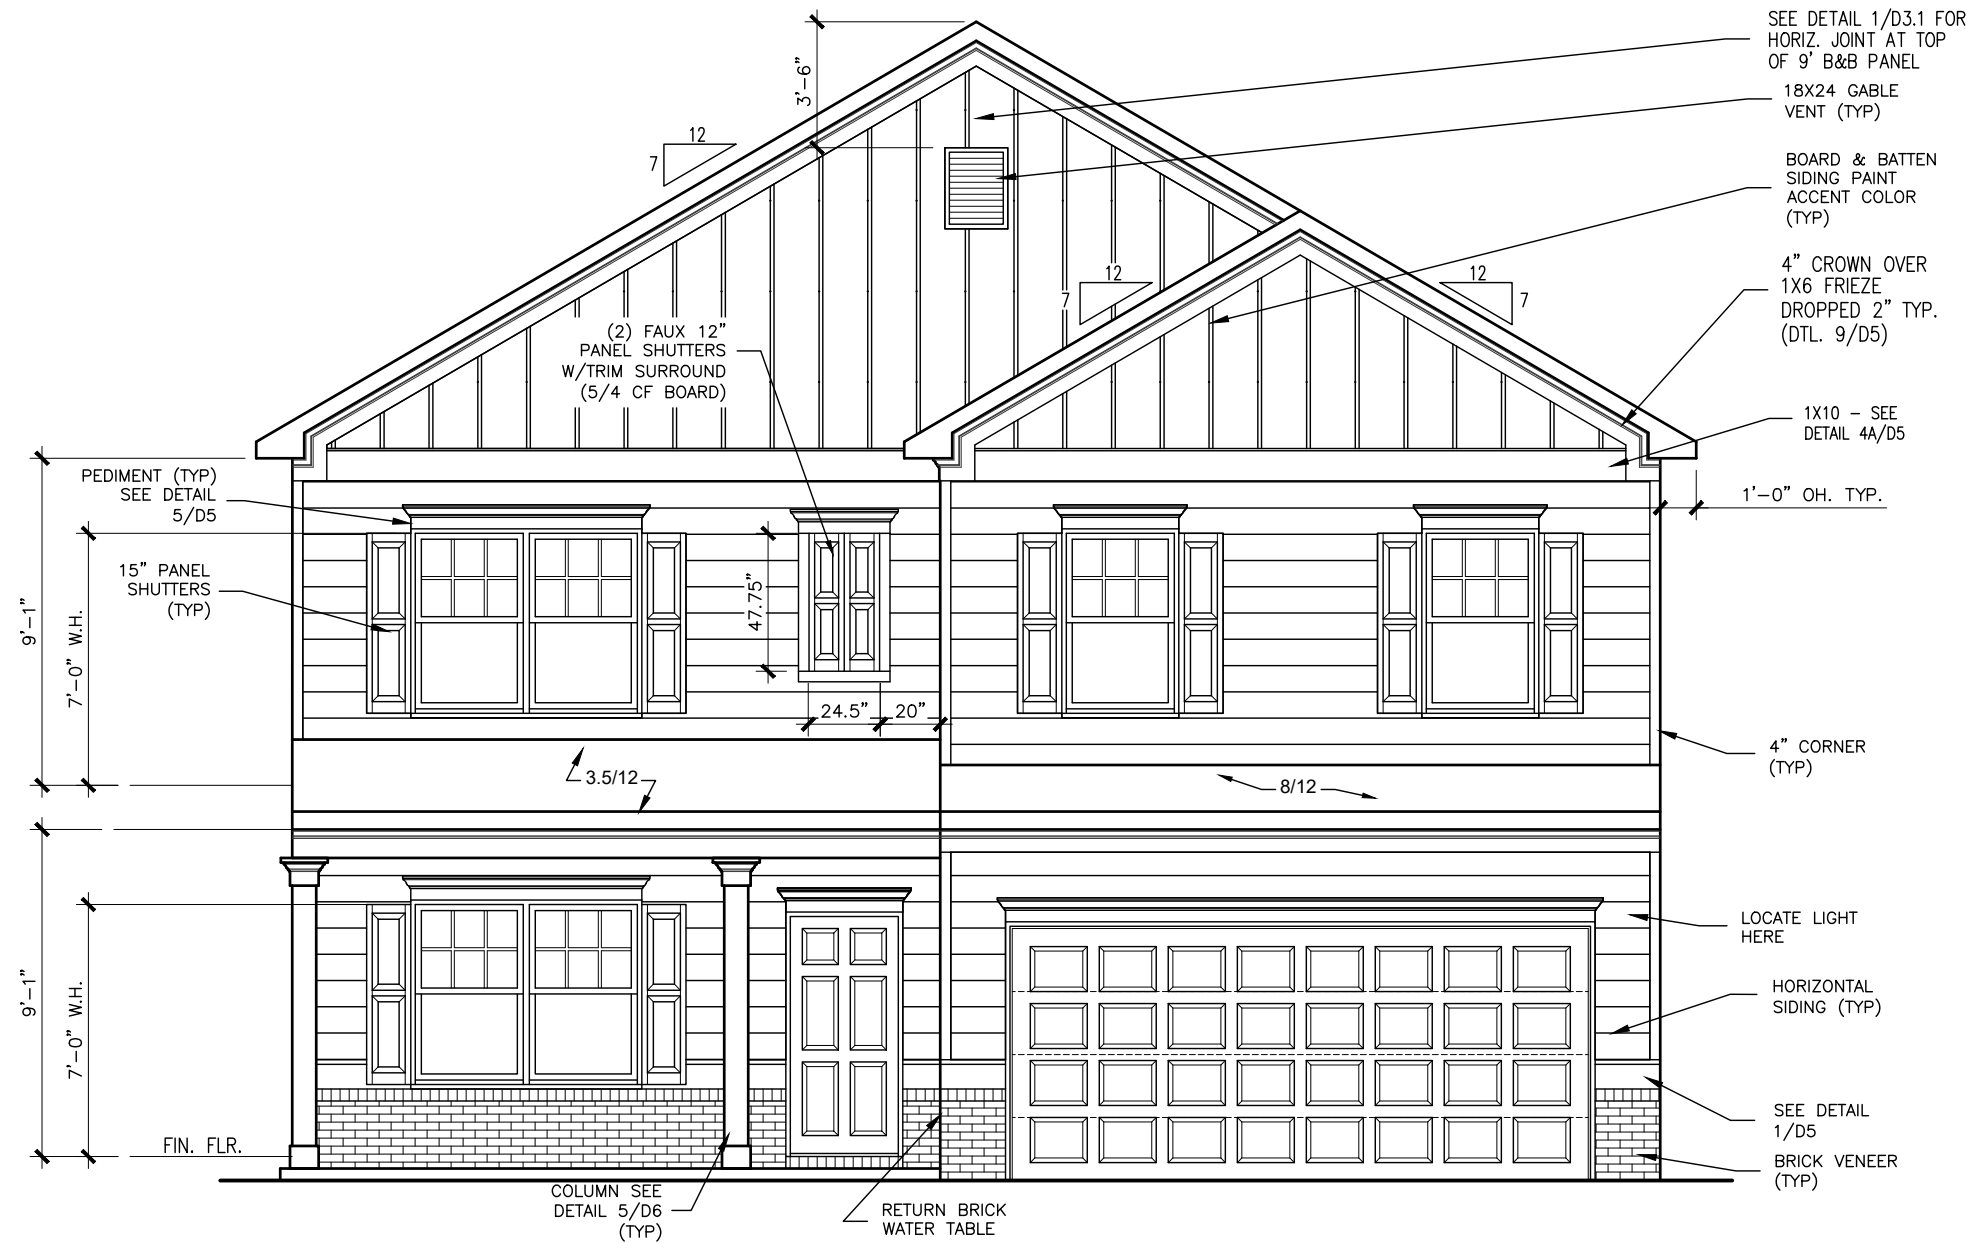 SEE DETAIL 1/D3.1 FOR
HORIZ. JOINT AT TOP
OF 9' B&B PANEL
3'-6"
18X24 GABLE
VENT (TYP)
12
7
BOARD & BATTEN
SIDING PAINT
ACCENT COLOR
(TYP)
12
7
12
7
4" CROWN OVER
1X6 FRIEZE
DROPPED 2" TYP.
(DTL. 9/D5)
(2) FAUX 12"
PANEL SHUTTERS
W/TRIM SURROUND
(5/4 CF BOARD)
1X10 - SEE
DETAIL 4A/D5
PEDIMENT (TYP)
SEE DETAIL
5/D5
1'-0" OH. TYP.
15" PANEL
SHUTTERS
(TYP)
9'-1"
7'-0" W.H.
47.75"
24.5"
20"
4" CORNER
(TYP)
3.5/12
8/12
LOCATE LIGHT
HERE
9'-1"
7'-0" W.H.
HORIZONTAL
SIDING (TYP)
SEE DETAIL
1/D5
FIN. FLR.
BRICK VENEER
(TYP)
COLUMN SEE
DETAIL 5/D6
(TYP)
RETURN BRICK
WATER TABLE